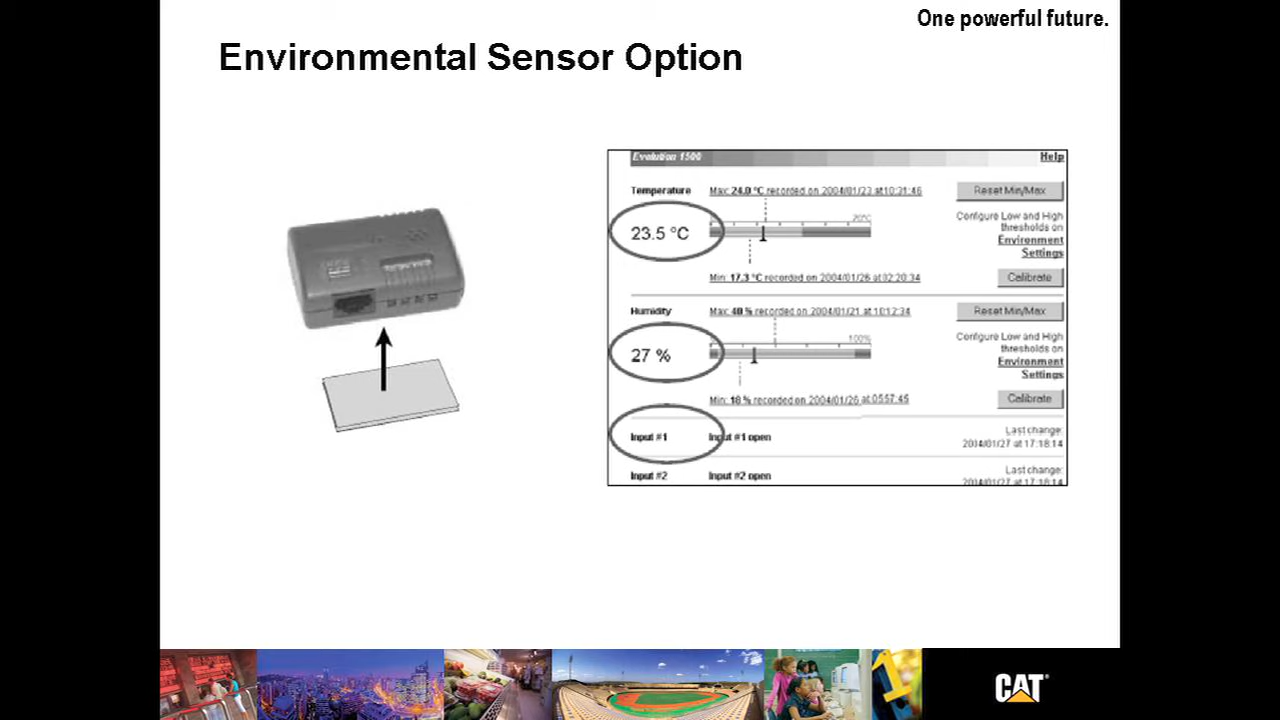 One powerful future.
Environmental Sensor Option
Evolution 1500
Help
Temperature
Max: 24.0 °C recorded on 2004/01/23 at 10:31:46
Reset Min/Max
20°C
23.5 °C
Configure Low and High
thresholds on
Environment
Settings
Min: 17.3 °C recorded on 2004/01/26 at 02:20:34
Calibrate
Humidity
Max: 40 % recorded on 2004/01/21 at 10:12:34
Reset Min/Max
100%
27 %
Configure Low and High
thresholds on
Environment
Settings
Min: 18 % recorded on 2004/01/26 at 05:57:45
Calibrate
Input #1
Input #1 open
Last change:
2004/01/27 at 17:18:14
Input #2
Input #2 open
Last change:
2004/01/27 at 17:18:14
1
CAT